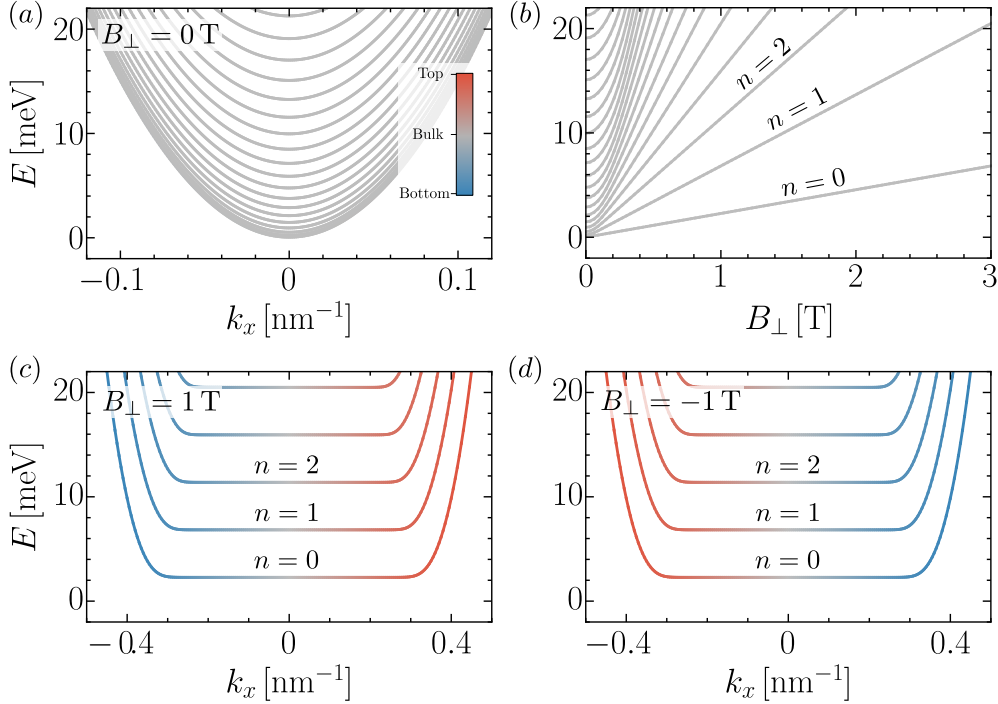 (a)
B⊥ = 0 T
Top
Bulk
Bottom
E [meV]
20
10
0
−0.1
0
0.1
kₓ [nm⁻¹]
(b)
n = 2
n = 1
n = 0
20
10
0
0
1
2
3
B⊥ [T]
(c)
B⊥ = 1 T
n = 2
n = 1
n = 0
E [meV]
20
10
0
−0.4
0
0.4
kₓ [nm⁻¹]
(d)
B⊥ = −1 T
n = 2
n = 1
n = 0
20
10
0
−0.4
0
0.4
kₓ [nm⁻¹]